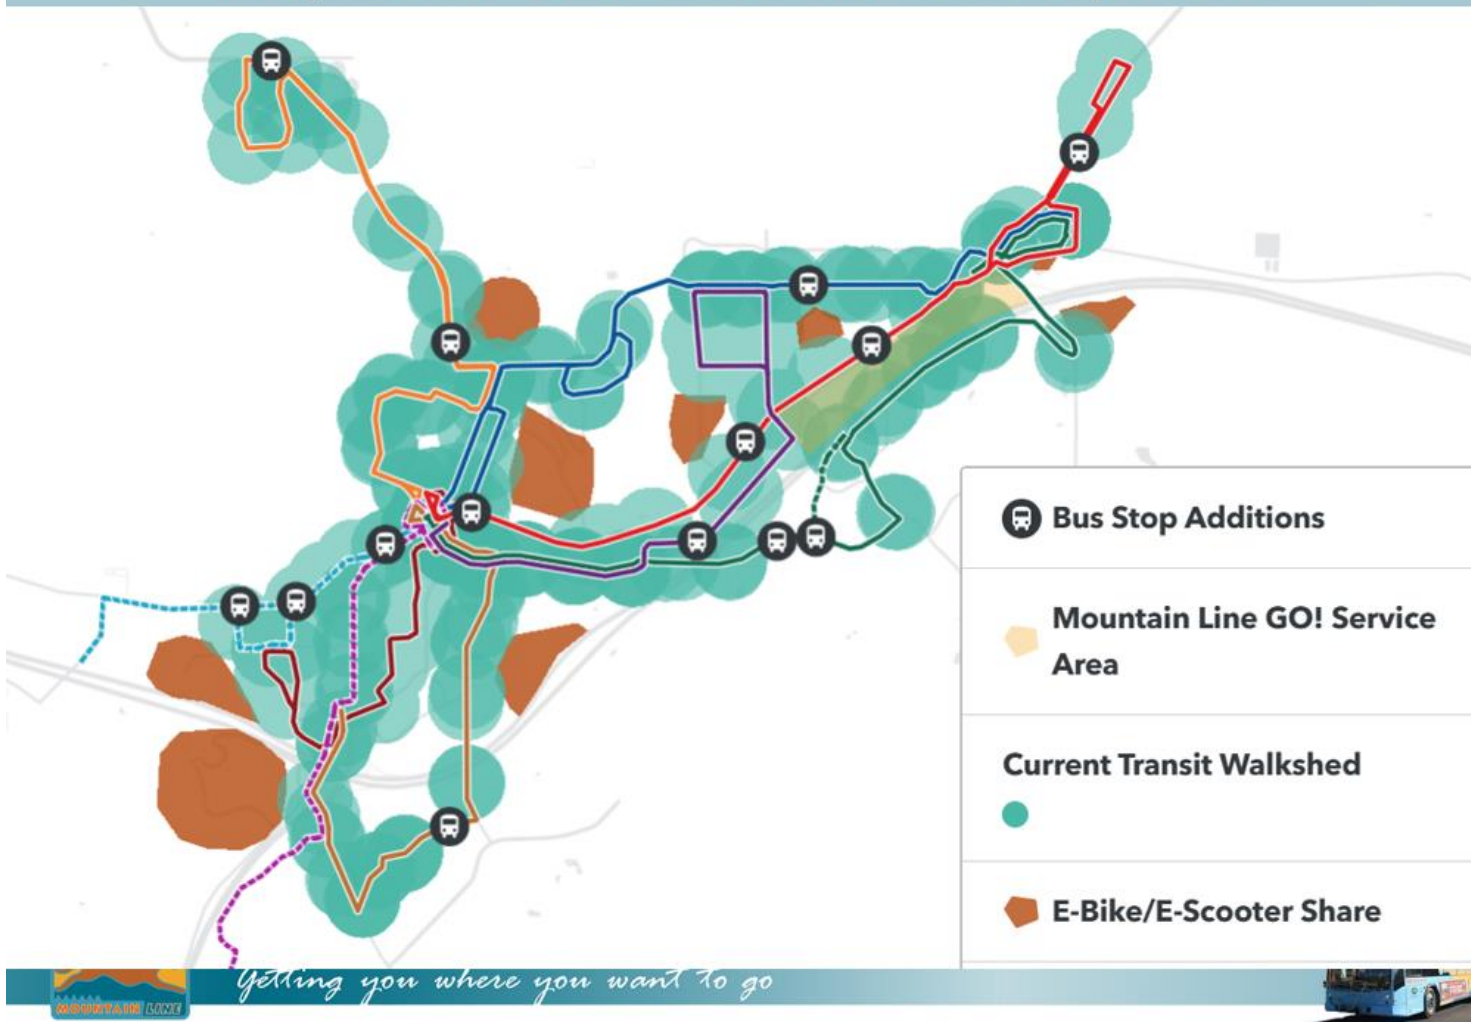 Bus Stop Additions
Mountain Line GO! Service
Area
Current Transit Walkshed
E-Bike/E-Scooter Share
Getting you where you want to go
MOUNTAIN LINE